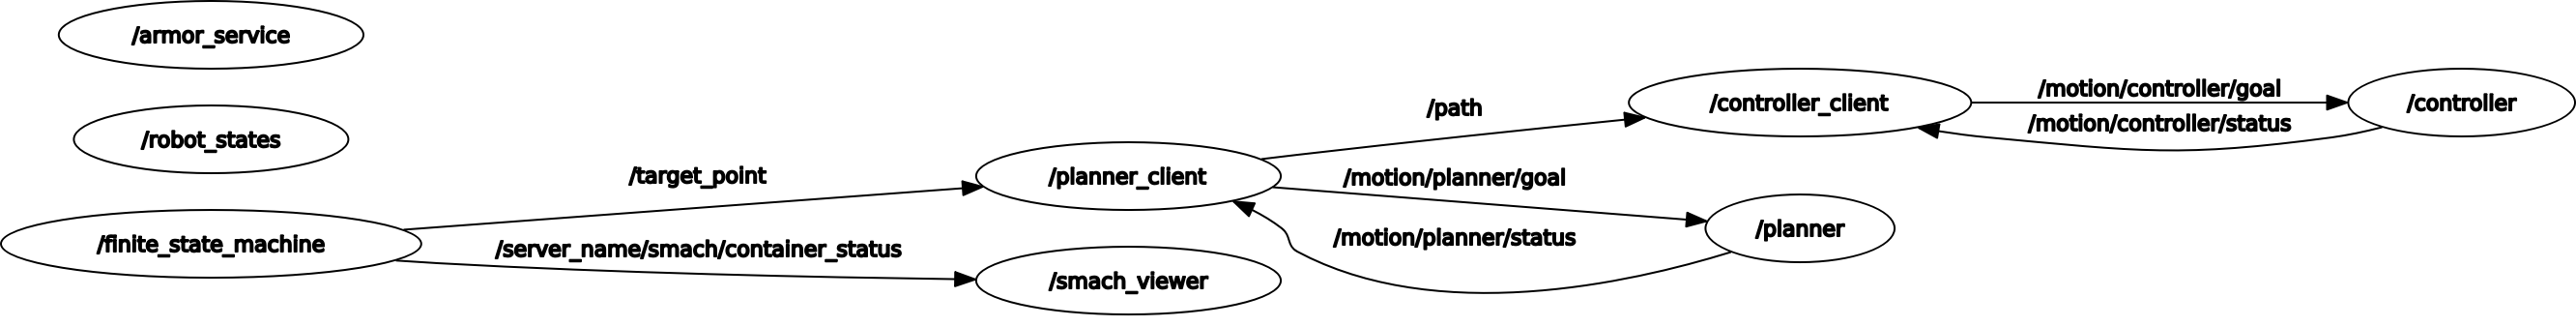 /armor_service
/robot_states
/finite_state_machine
/target_point
/server_name/smach/container_status
/planner_client
/smach_viewer
/path
/motion/planner/goal
/motion/planner/status
/controller_client
/planner
/motion/controller/goal
/motion/controller/status
/controller